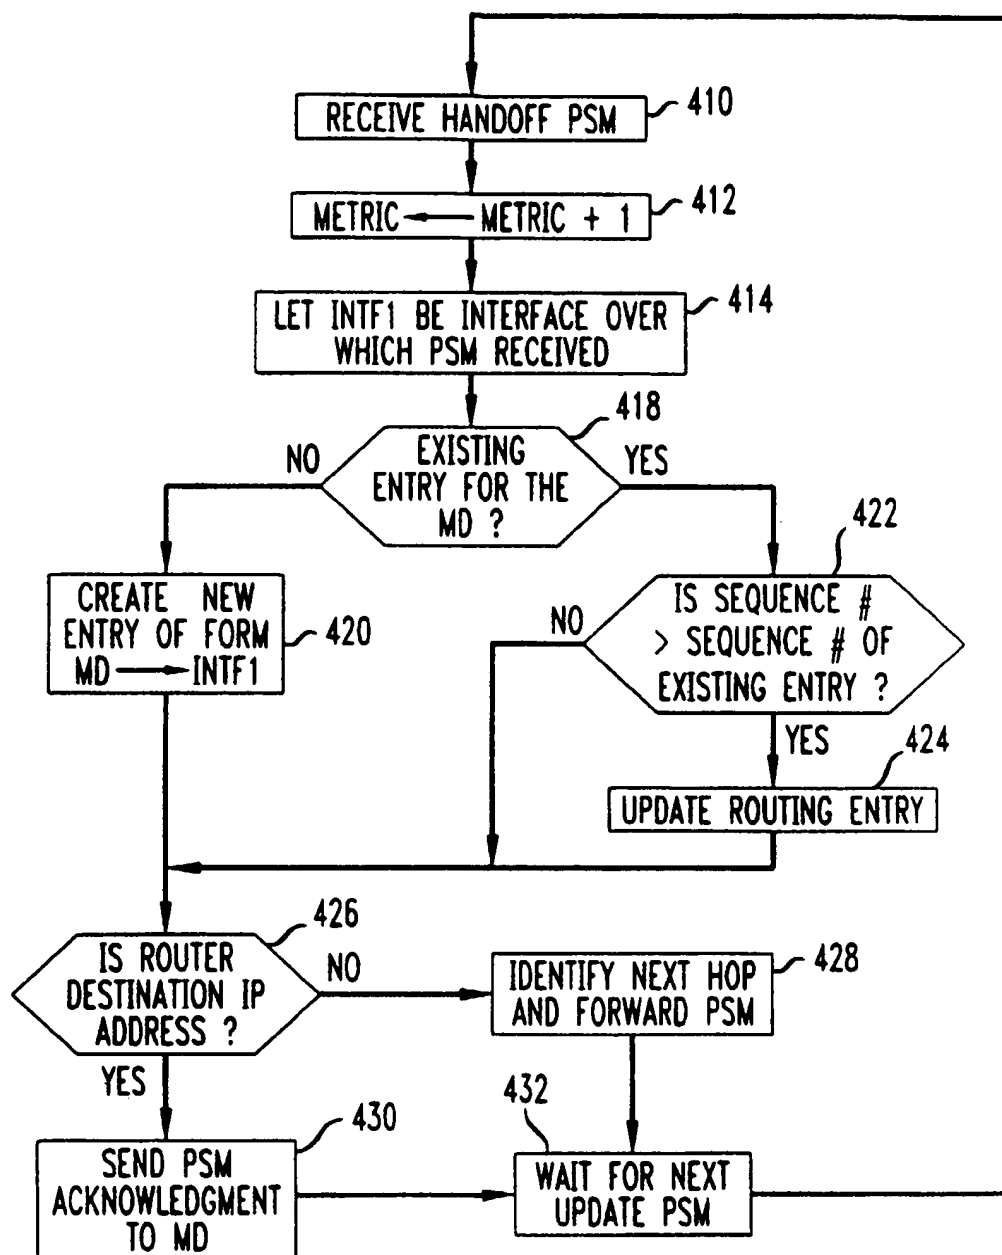 RECEIVE HANDOFF PSM
410
METRIC ← METRIC + 1
412
LET INTF1 BE INTERFACE OVER
WHICH PSM RECEIVED
414
418
NO
EXISTING
ENTRY FOR THE
MD ?
YES
422
CREATE NEW
ENTRY OF FORM
MD → INTF1
420
NO
IS SEQUENCE #
> SEQUENCE # OF
EXISTING ENTRY ?
YES
424
UPDATE ROUTING ENTRY
426
IS ROUTER
DESTINATION IP
ADDRESS ?
NO
IDENTIFY NEXT HOP
AND FORWARD PSM
428
YES
430
432
SEND PSM
ACKNOWLEDGMENT
TO MD
WAIT FOR NEXT
UPDATE PSM